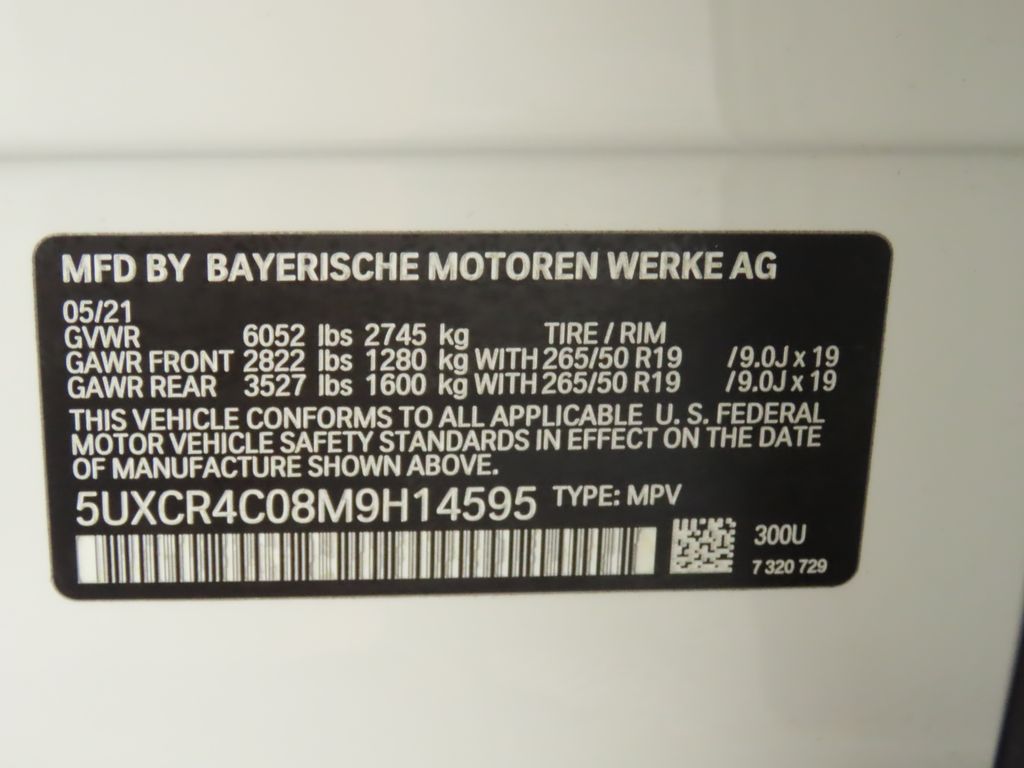 MFD BY BAYERISCHE MOTOREN WERKE AG
05/21
GVWR 6052 lbs 2745 kg TIRE / RIM
GAWR FRONT 2822 lbs 1280 kg WITH 265/50 R19 /9.0J x 19
GAWR REAR 3527 lbs 1600 kg WITH 265/50 R19 /9.0J x 19
THIS VEHICLE CONFORMS TO ALL APPLICABLE U. S. FEDERAL
MOTOR VEHICLE SAFETY STANDARDS IN EFFECT ON THE DATE
OF MANUFACTURE SHOWN ABOVE.
5UXCR4C08M9H14595 TYPE: MPV
300U
7 320 729